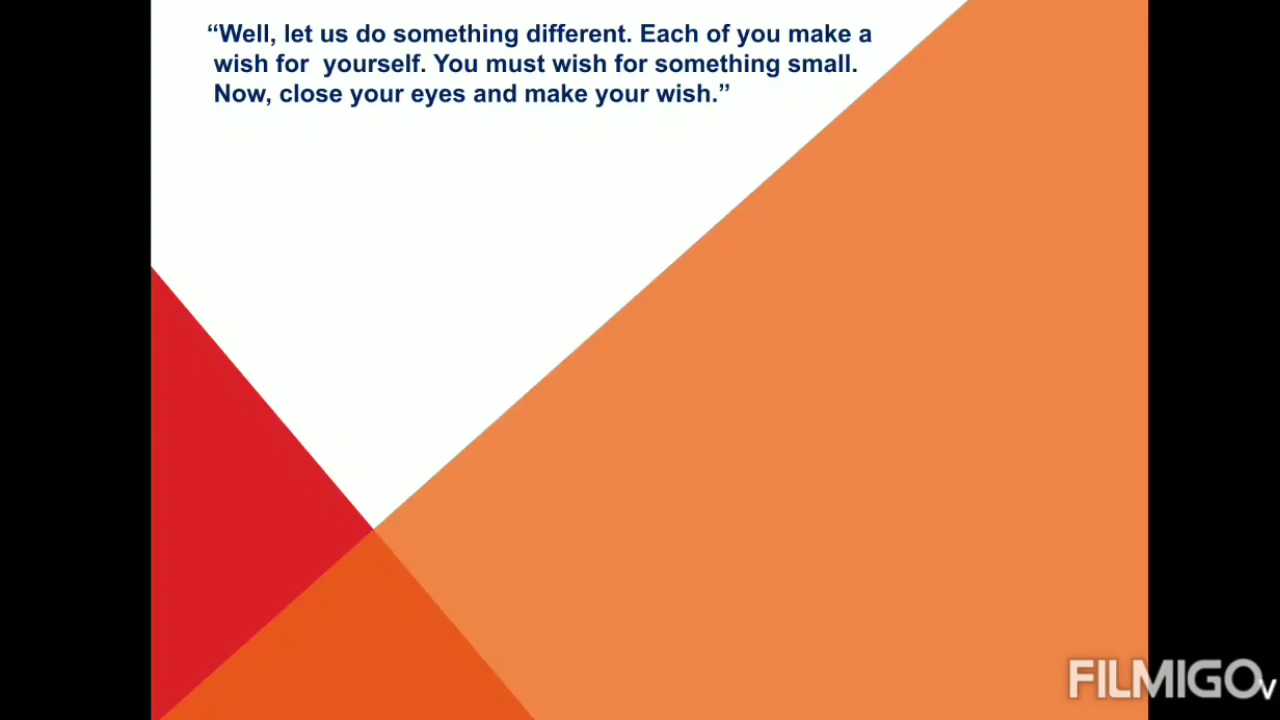 “Well, let us do something different. Each of you make a
wish for  yourself. You must wish for something small.
Now, close your eyes and make your wish.”
FILMIGO
V